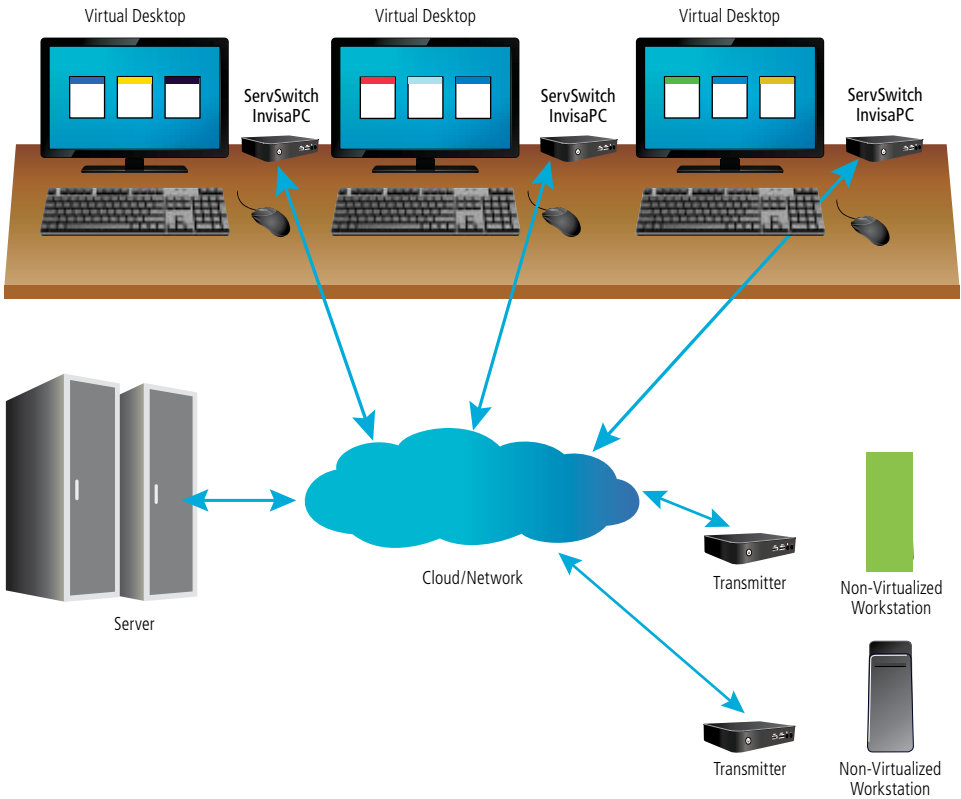 Virtual Desktop
Virtual Desktop
Virtual Desktop
ServSwitch
InvisaPC
ServSwitch
InvisaPC
ServSwitch
InvisaPC
Cloud/Network
Server
Transmitter
Non-Virtualized
Workstation
Transmitter
Non-Virtualized
Workstation